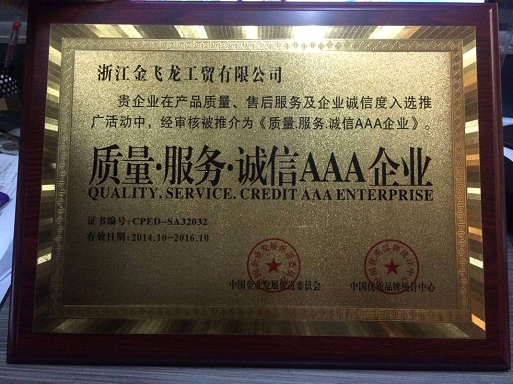 浙江金飞龙工贸有限公司
贵企业在产品质量、售后服务及企业诚信度入选推
广活动中，经审核被推介为《质量.服务.诚信AAA企业》。
质量·服务·诚信AAA企业
QUALITY. SERVICE. CREDIT AAA ENTERPRISE
证书编号: CPED-SA32032
有效日期: 2014.10-2016.10
中国企业发展促进委员会
中国优质品牌统计中心